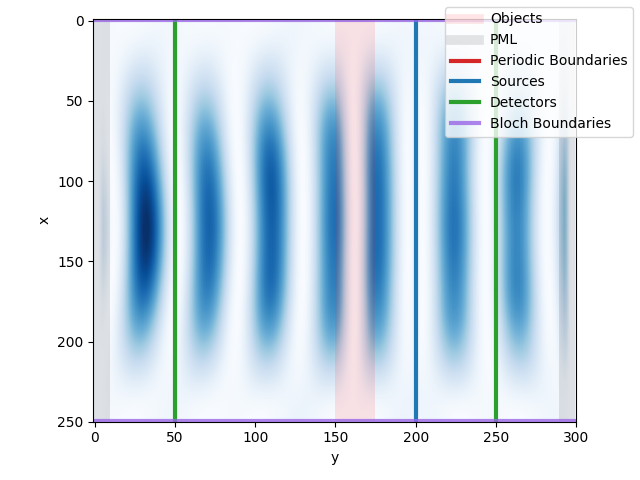 Objects
PML
Periodic Boundaries
Sources
Detectors
Bloch Boundaries
0
50
100
150
200
250
x
0 50 100 150 200 250 300
y